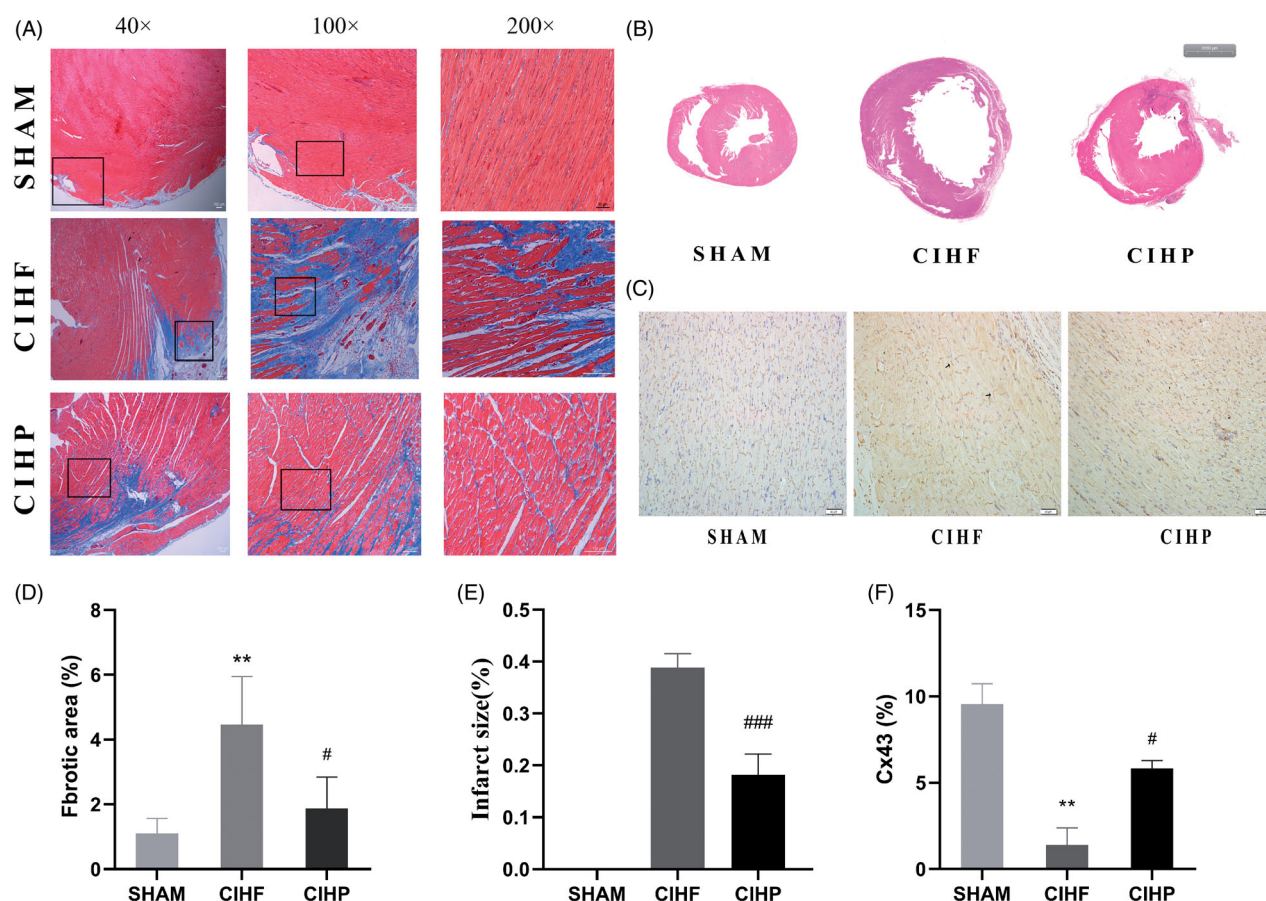 (A)
40×
100×
200×
SHAM
CIHF
CIHP
(B)
SHAM
CIHF
CIHP
(C)
SHAM
CIHF
CIHP
(D)
Fbrotic area (%)
8
6
4
2
0
**
#
SHAM
CIHF
CIHP
(E)
Infarct size(%)
0.5
0.4
0.3
0.2
0.1
0.0
###
SHAM
CIHF
CIHP
(F)
Cx43 (%)
15
10
5
0
**
#
SHAM
CIHF
CIHP